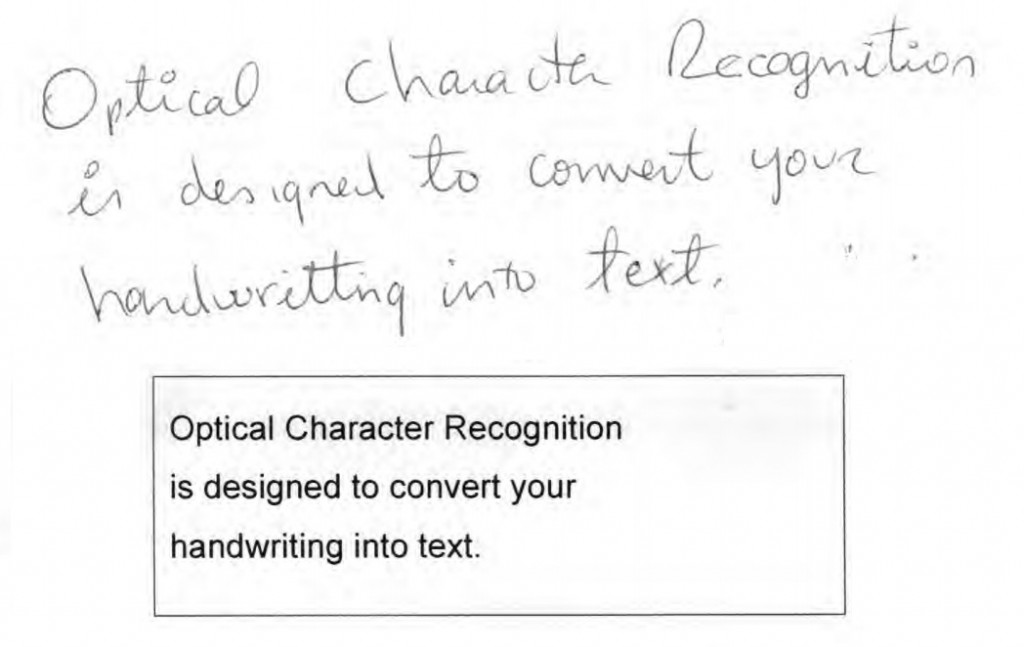 Optical Character Recognition
is designed to convert your
handwritting into text.
Optical Character Recognition
is designed to convert your
handwriting into text.